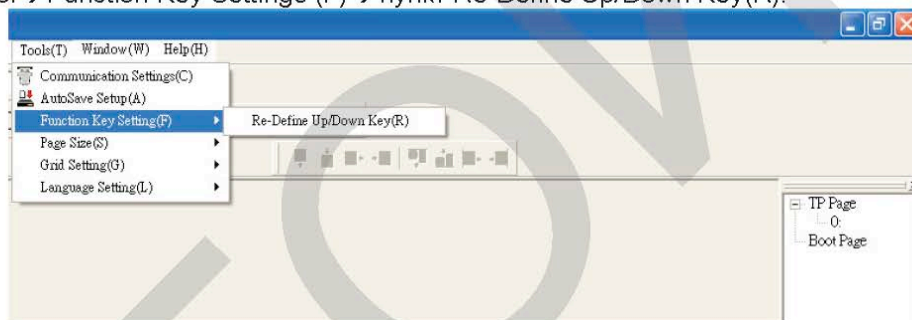 Function Key Settings (F) → пункт Re-Define Up/Down Key(R).
Tools(T) Window(W) Help(H)
Communication Settings(C)
AutoSave Setup(A)
Function Key Setting(F)
Re-Define Up/Down Key(R)
Page Size(S)
Grid Setting(G)
Language Setting(L)
TP Page
0:
Boot Page